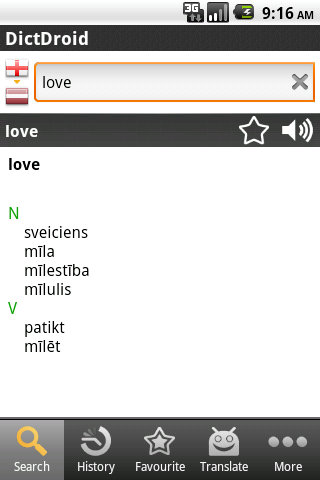 3G 9:16 AM
DictDroid
love
love
love
N
sveiciens
mīla
mīlestība
mīlulis
V
patikt
mīlēt
Search History Favourite Translate More